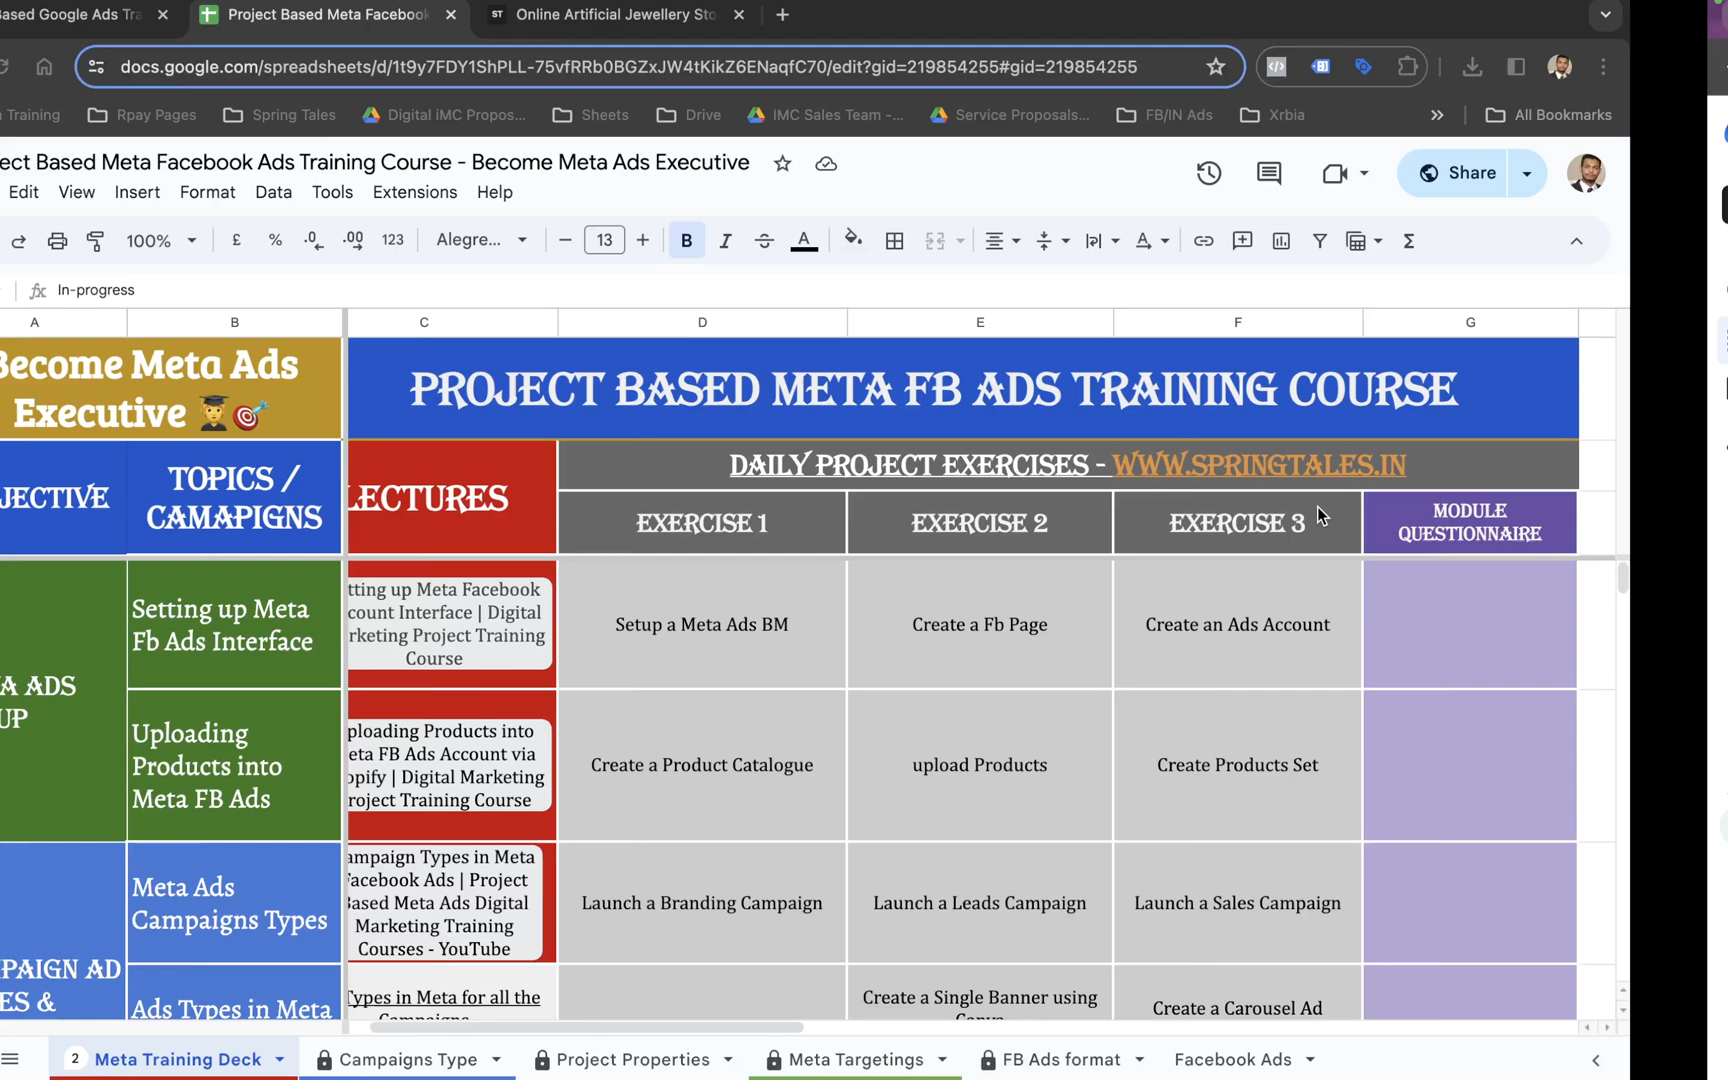 ased Google Ads Tra
Project Based Meta Facebook
ST Online Artificial Jewellery Sto
docs.google.com/spreadsheets/d/1t9y7FDY1ShPLL-75vfRRb0BGZxJW4tKikZ6ENaqfC70/edit?gid=219854255#gid=219854255
Training
Rpay Pages
Spring Tales
Digital iMC Propos...
Sheets
Drive
IMC Sales Team -...
Service Proposals...
FB/IN Ads
Xrbia
All Bookmarks
ect Based Meta Facebook Ads Training Course - Become Meta Ads Executive
Edit View Insert Format Data Tools Extensions Help
Share
100% £ % .0 .00 123 Alegre... 13 B I A Σ
fx In-progress
A B C D E F G
Become Meta Ads
Executive
PROJECT BASED META FB ADS TRAINING COURSE
JECTIVE
TOPICS /
CAMAPIGNS
LECTURES
DAILY PROJECT EXERCISES - WWW.SPRINGTALES.IN
EXERCISE 1
EXERCISE 2
EXERCISE 3
MODULE
QUESTIONNAIRE
A ADS
UP
Setting up Meta
Fb Ads Interface
tting up Meta Facebook
count Interface | Digital
rketing Project Training
Course
Setup a Meta Ads BM
Create a Fb Page
Create an Ads Account
Uploading
Products into
Meta FB Ads
ploading Products into
eta FB Ads Account via
opify | Digital Marketing
roject Training Course
Create a Product Catalogue
upload Products
Create Products Set
PAIGN AD
ES &
Meta Ads
Campaigns Types
ampaign Types in Meta
Facebook Ads | Project
Based Meta Ads Digital
Marketing Training
Courses - YouTube
Launch a Branding Campaign
Launch a Leads Campaign
Launch a Sales Campaign
Ads Types in Meta
Types in Meta for all the
Campaigns
Create a Single Banner using
Canva
Create a Carousel Ad
2 Meta Training Deck
Campaigns Type
Project Properties
Meta Targetings
FB Ads format
Facebook Ads